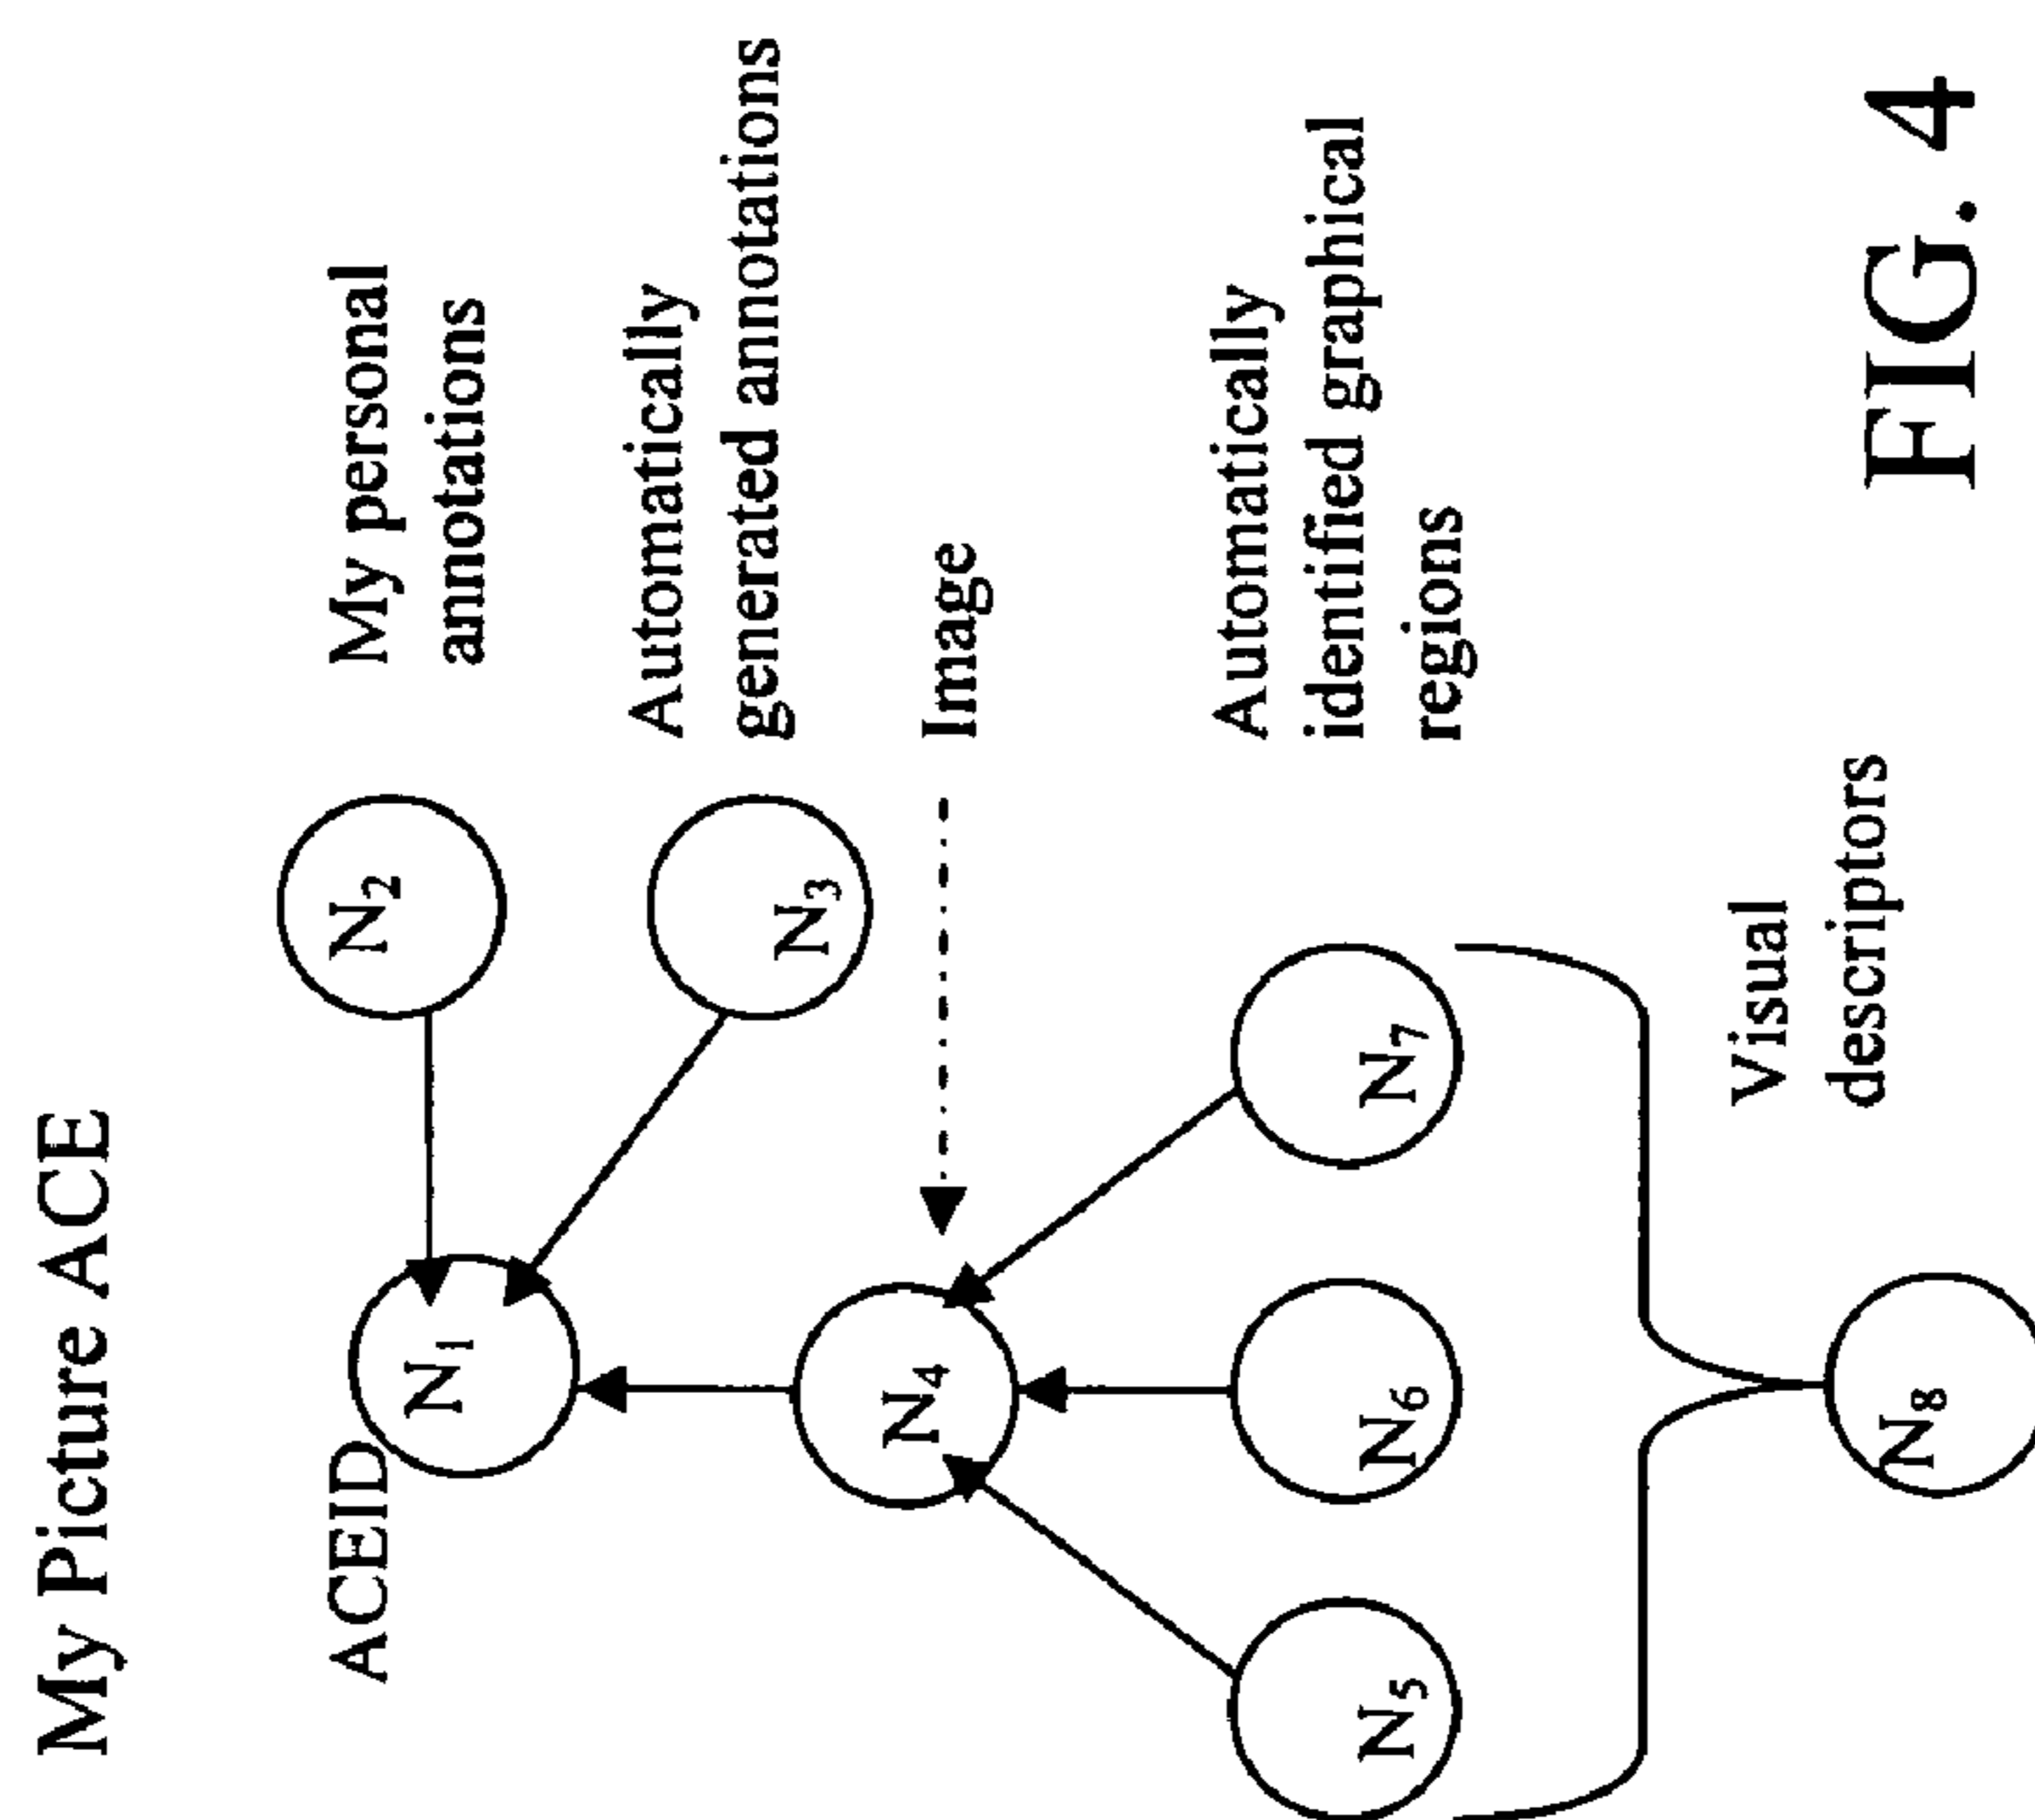 My Picture ACE
ACEID
N1
N2
My personal
annotations
N3
Automatically
generated annotations
Image
N4
N5
N6
N7
Automatically
identified graphical
regions
Visual
descriptors
N8
FIG. 4